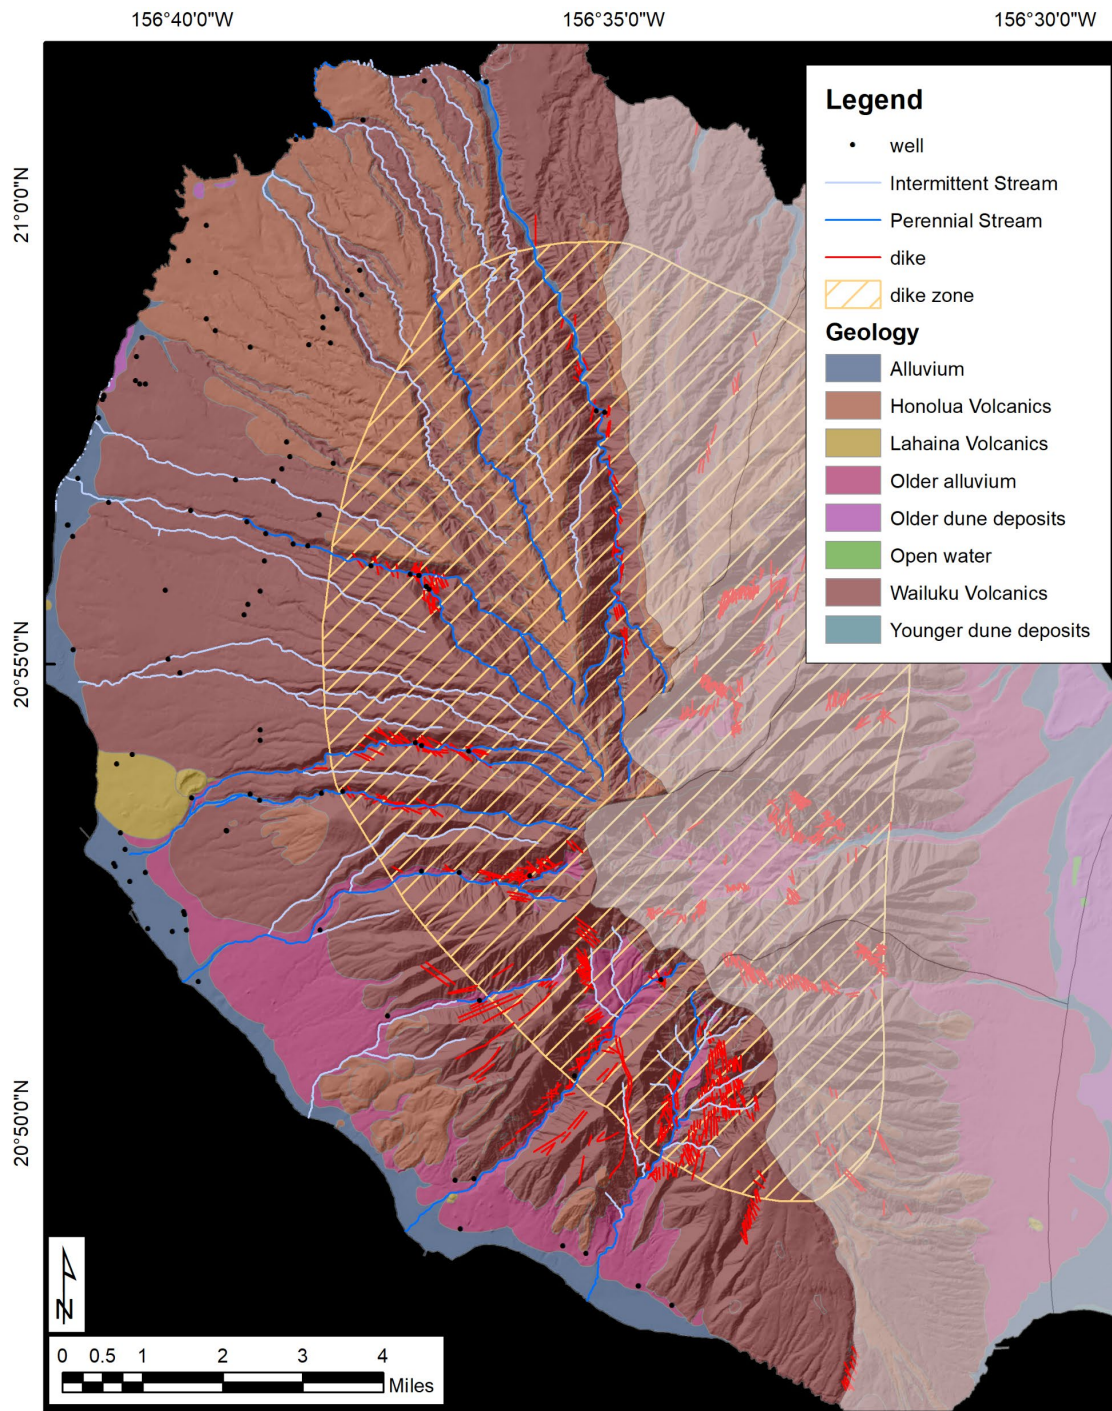 156°40'0"W 156°35'0"W 156°30'0"W
21°0'0"N
20°55'0"N
20°50'0"N
Legend
well
Intermittent Stream
Perennial Stream
dike
dike zone
Geology
Alluvium
Honolua Volcanics
Lahaina Volcanics
Older alluvium
Older dune deposits
Open water
Wailuku Volcanics
Younger dune deposits
N
0 0.5 1 2 3 4
Miles